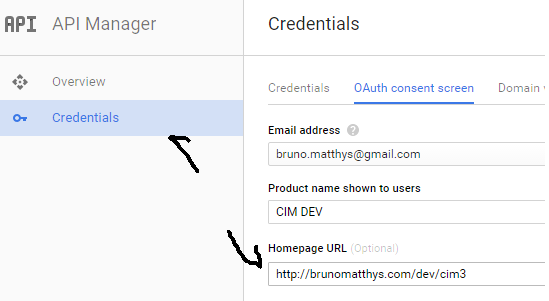 API API Manager
Credentials
Overview
Credentials
Credentials OAuth consent screen Domain
Email address ?
bruno.matthys@gmail.com
Product name shown to users
CIM DEV
Homepage URL (Optional)
http://brunomatthys.com/dev/cim3